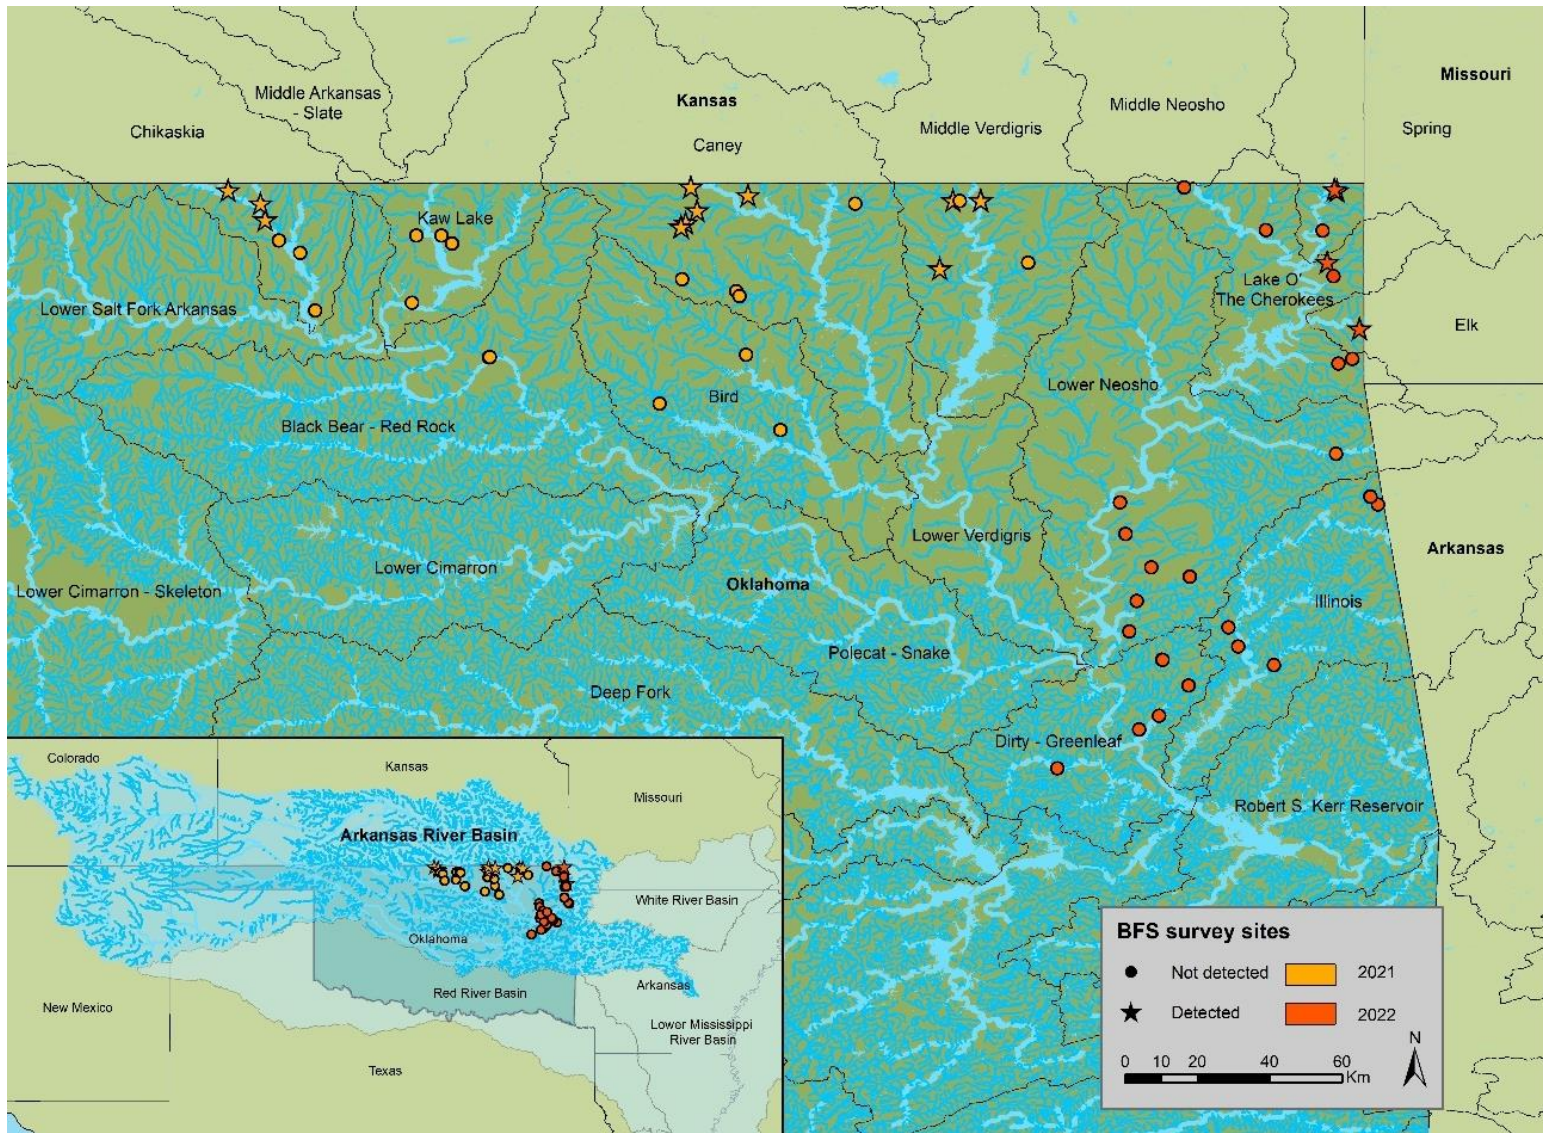 Missouri
Middle Arkansas
- Slate
Kansas
Middle Neosho
Chikaskia
Middle Verdigris
Spring
Caney
Kaw Lake
Lake O'
The Cherokees
Lower Salt Fork Arkansas
Elk
Lower Neosho
Bird
Black Bear - Red Rock
Lower Verdigris
Arkansas
Lower Cimarron
Oklahoma
Lower Cimarron - Skeleton
Illinois
Polecat - Snake
Deep Fork
Dirty - Greenleaf
Robert S. Kerr Reservoir
Colorado
Kansas
Missouri
Arkansas River Basin
White River Basin
Oklahoma
Arkansas
Red River Basin
New Mexico
Lower Mississippi
River Basin
Texas
BFS survey sites
Not detected 2021
Detected 2022
N
0 10 20 40 60
Km